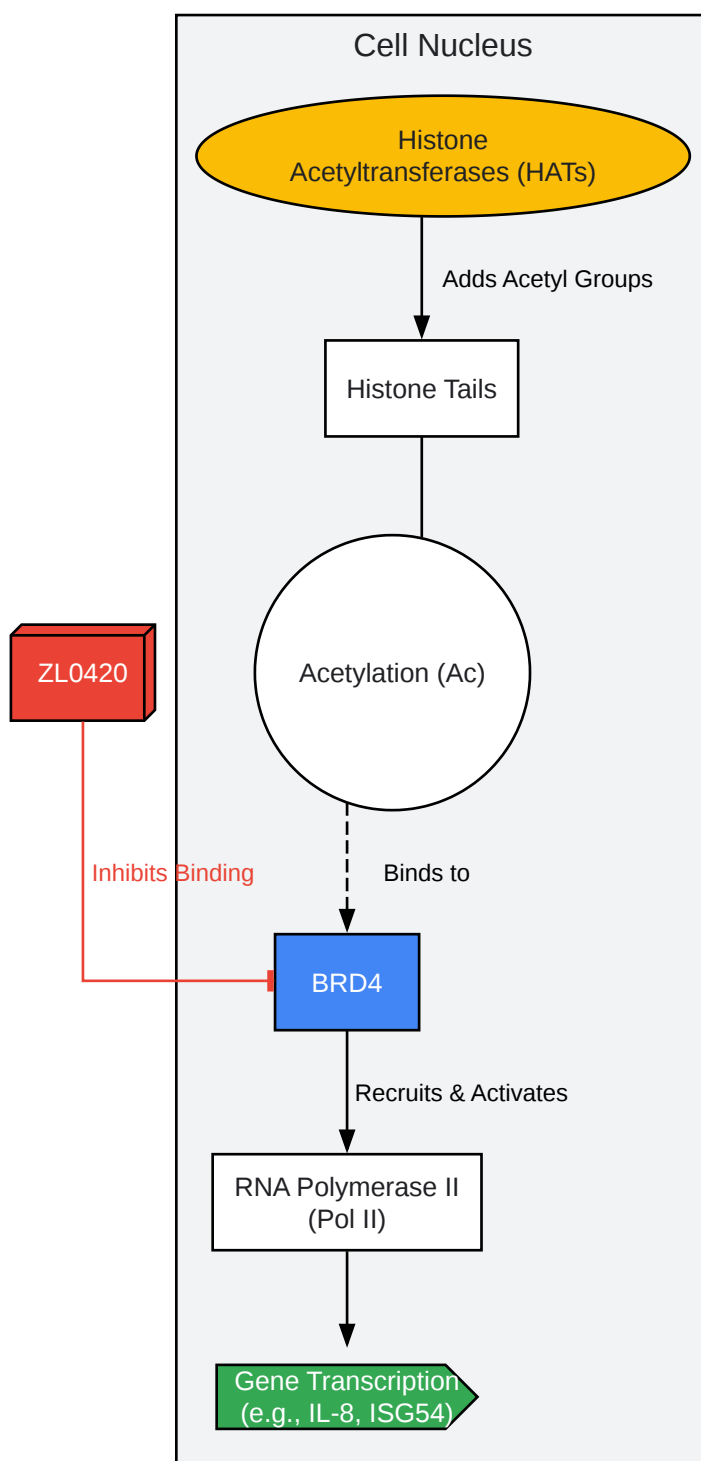 Cell Nucleus
Histone
Acetyltransferases (HATs)
Adds Acetyl Groups
Histone Tails
Acetylation (Ac)
ZL0420
Inhibits Binding
Binds to
BRD4
Recruits & Activates
RNA Polymerase II
(Pol II)
Gene Transcription
(e.g., IL-8, ISG54)